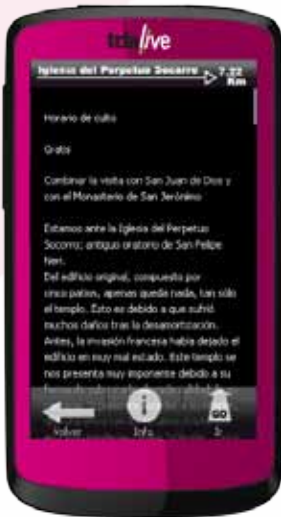 Iglesia del Perpetuo Socorro 7.22
Km
Horario de culto
Gratis
Combinar la visita con San Juan de Dios y
con el Monasterio de San Jerónimo
Estamos ante la Iglesia del Perpetuo
Socorro; antiguo oratorio de San Felipe
Neri.
Del edificio original, compuesto por
cinco patios, apenas queda nada, tan sólo
el templo. Esto es debido a que sufrió
muchos daños tras la desamortización.
Antes, la invasión francesa había dejado el
edificio en muy mal estado. Este templo se
nos presenta muy imponente debido a su
Volver Info Ir
GO